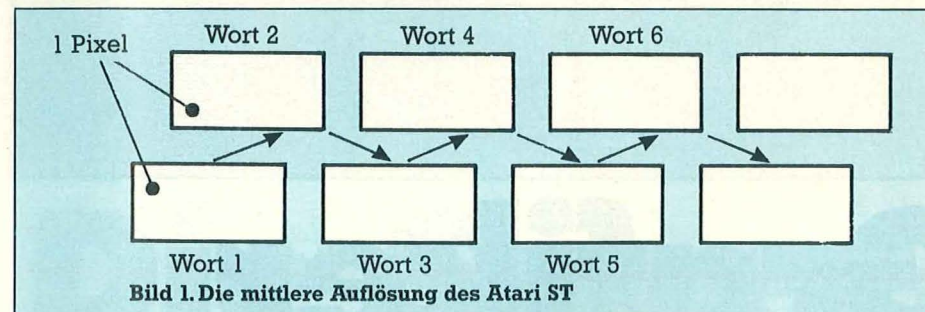 1 Pixel
Wort 2 Wort 4 Wort 6
Wort 1 Wort 3 Wort 5
Bild 1. Die mittlere Auflösung des Atari ST